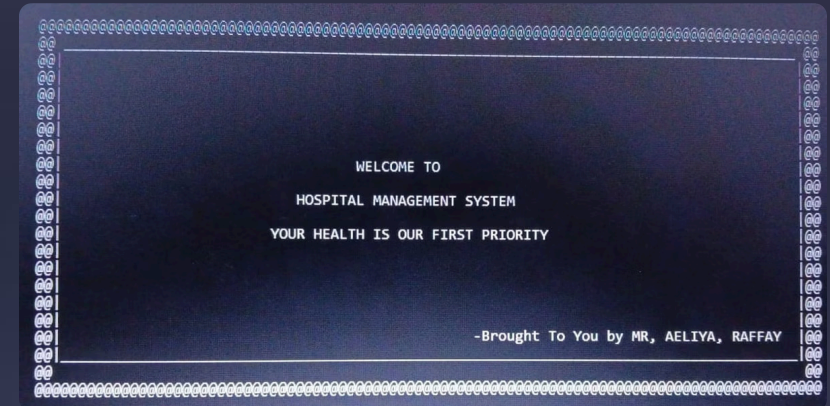 WELCOME TO
HOSPITAL MANAGEMENT SYSTEM
YOUR HEALTH IS OUR FIRST PRIORITY
-Brought To You by MR, AELIYA, RAFFAY